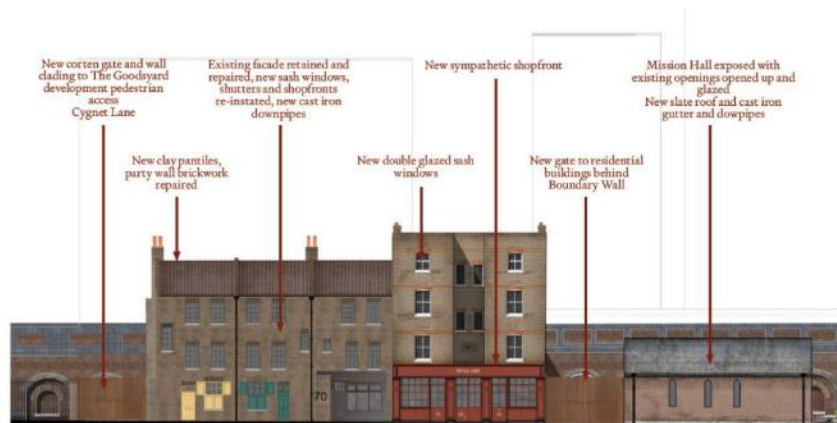 New corten gate and wall
cladding to The Goodsyard
development pedestrian
access
Cygnet Lane
Existing facade retained and
repaired, new sash windows,
shutters and shopfronts
re-instated, new cast iron
downpipes
New sympathetic shopfront
Mission Hall exposed with
existing openings opened up and
glazed
New slate roof and cast iron
gutter and dowpipes
New clay pantiles,
party wall brickwork
repaired
New double glazed sash
windows
New gate to residential
buildings behind
Boundary Wall
70